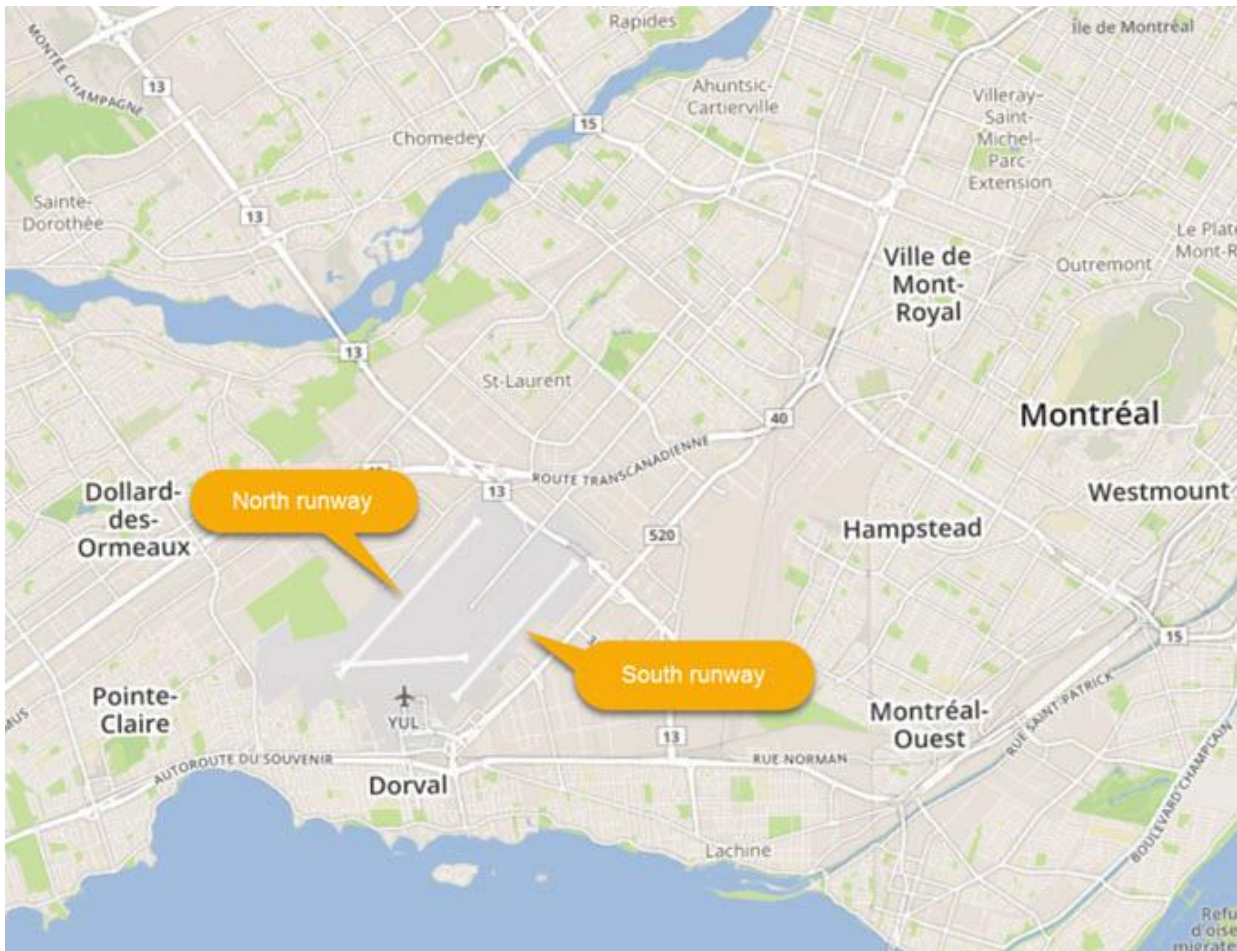 Rapides
Île de Montréal
MONTÉE CHAMPAGNE
13
Ahuntsic-
Cartierville
15
Chomedey
Villeray–
Saint-
Michel–
Parc-
Extension
Sainte-
Dorothée
13
Le Plate
Mont-R
Ville de
Mont-
Royal
Outremont
13
St-Laurent
Montréal
40
ROUTE TRANSCANADIENNE
13
North runway
Dollard-
des-
Ormeaux
Westmount
520
Hampstead
15
South runway
Pointe-
Claire
YUL
Montréal-
Ouest
RUE SAINT-PATRICK
MUS
13
AUTOROUTE DU SOUVENIR
RUE NORMAN
Dorval
BOULEVARD CHAMPLAIN
Lachine
Refu
d'oise
migrate